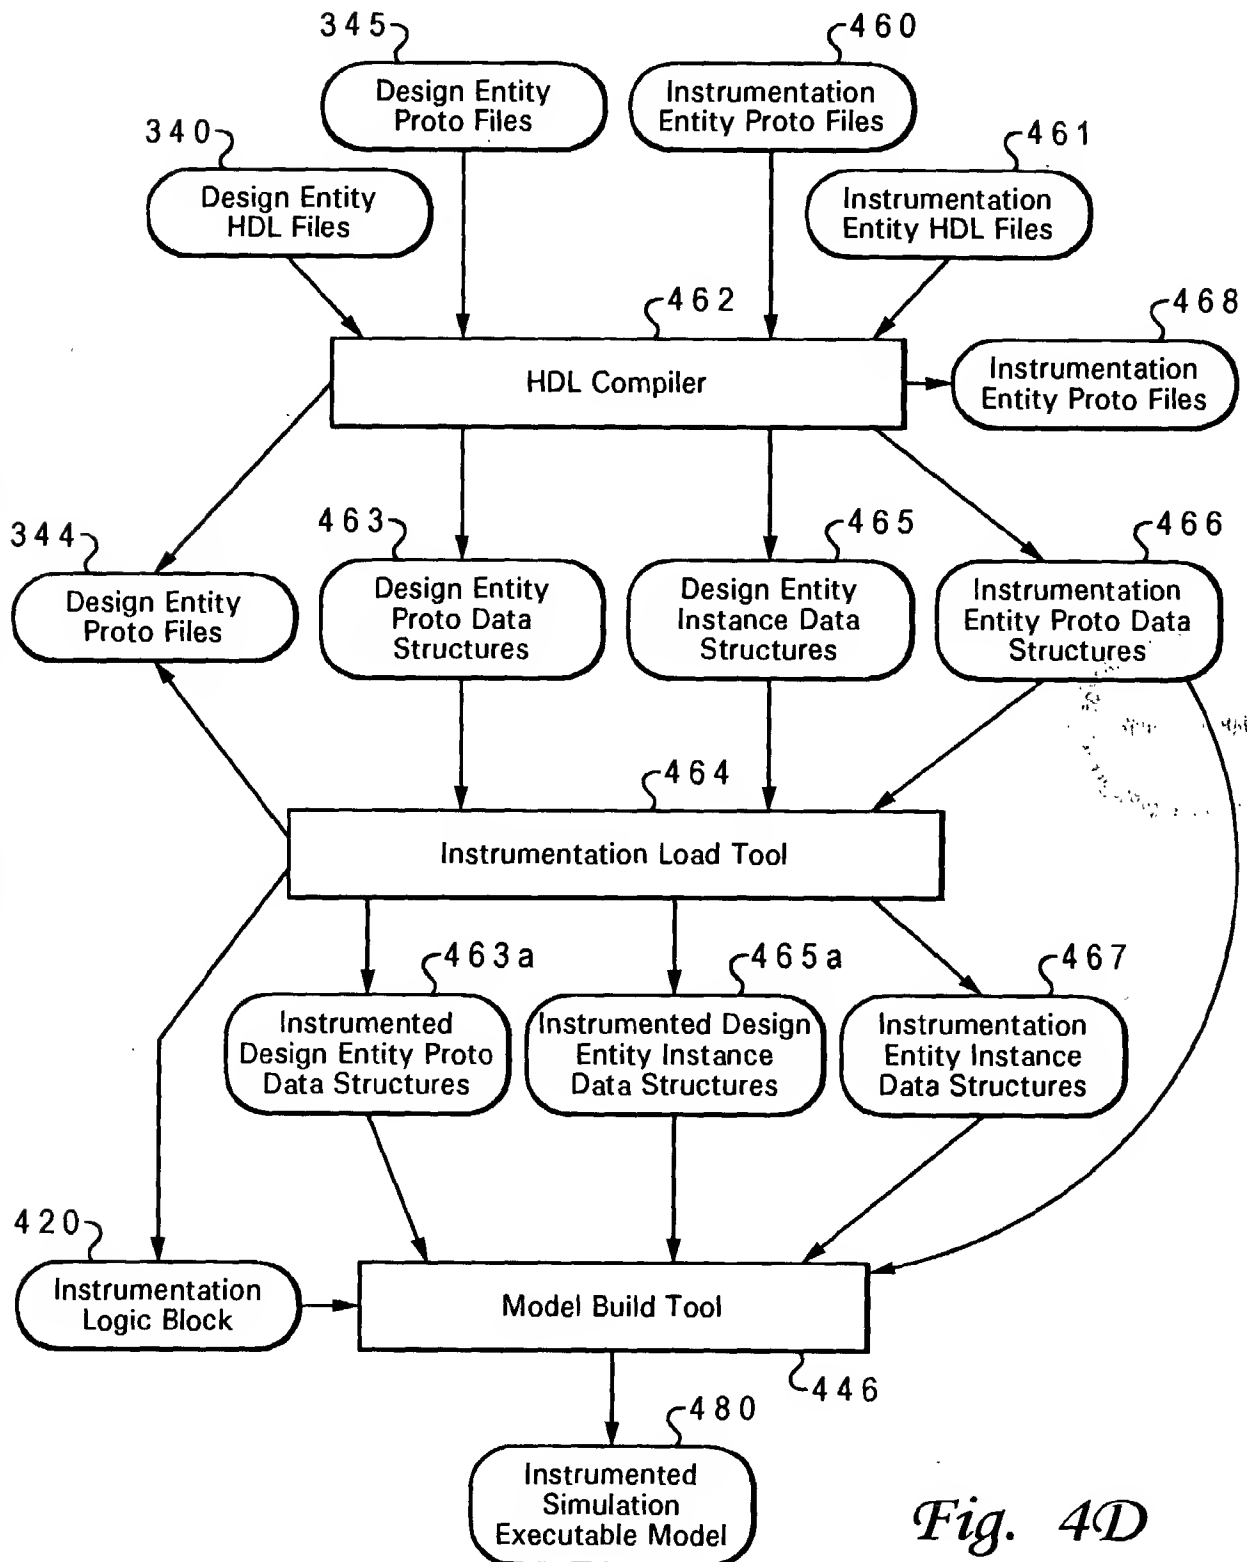 345
460
Design Entity
Proto Files
Instrumentation
Entity Proto Files
340
461
Design Entity
HDL Files
Instrumentation
Entity HDL Files
462
468
HDL Compiler
Instrumentation
Entity Proto Files
344
463
465
466
Design Entity
Proto Files
Design Entity
Proto Data
Structures
Design Entity
Instance Data
Structures
Instrumentation
Entity Proto Data
Structures
464
Instrumentation Load Tool
463a
465a
467
Instrumented
Design Entity Proto
Data Structures
Instrumented Design
Entity Instance
Data Structures
Instrumentation
Entity Instance
Data Structures
420
Instrumentation
Logic Block
Model Build Tool
446
480
Instrumented
Simulation
Executable Model
Fig. 4D